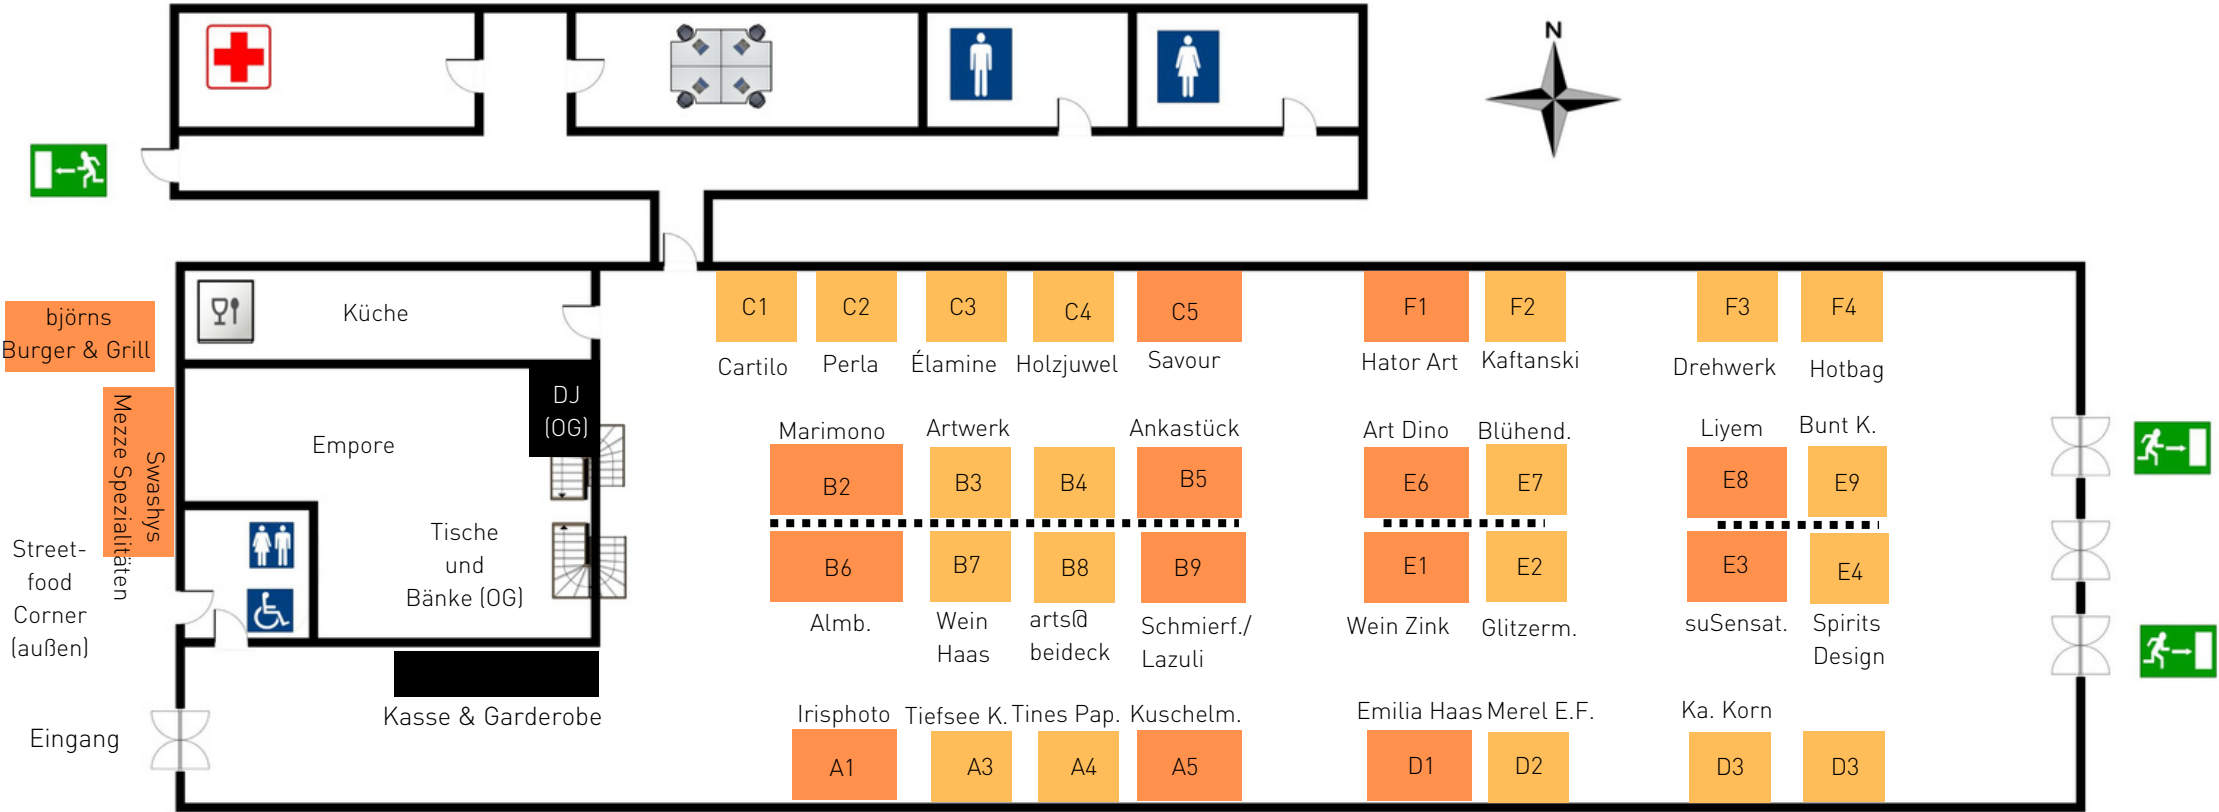 N
björns
Burger & Grill
Swashys
Mezze Spezialitäten
Street-
food
Corner
(außen)
Eingang
Küche
Empore
DJ
(OG)
Tische
und
Bänke (OG)
Kasse & Garderobe
C1 C2 C3 C4 C5 F1 F2 F3 F4
Cartilo Perla Élamine Holzjuwel Savour Hator Art Kaftanski Drehwerk Hotbag
Marimono Artwerk Ankastück Art Dino Blühend. Liyem Bunt K.
B2 B3 B4 B5 E6 E7 E8 E9
B6 B7 B8 B9 E1 E2 E3 E4
Almb.
Wein
Haas
arts@
beideck
Schmierf./
Lazuli
Wein Zink
Glitzerm.
suSensat.
Spirits
Design
Irisphoto Tiefsee K. Tines Pap. Kuschelm. Emilia Haas Merel E.F. Ka. Korn
A1 A3 A4 A5 D1 D2 D3 D3